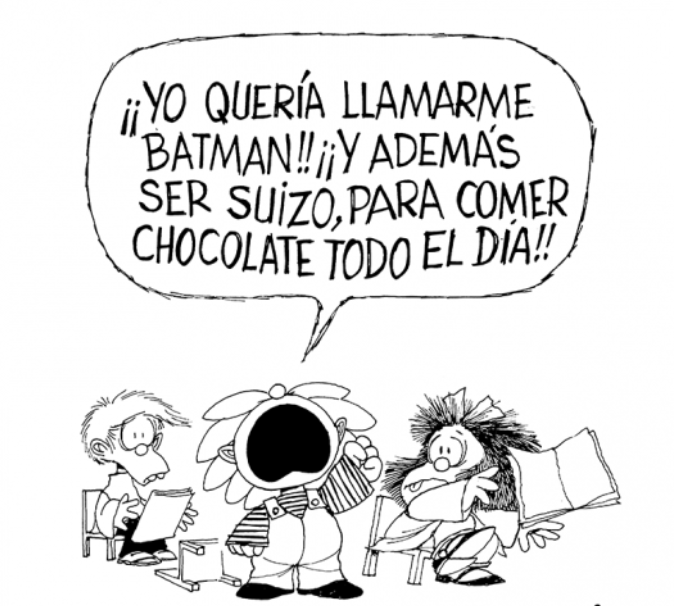 ¡¡YO QUERÍA LLAMARME
BATMAN!! ¡¡Y ADEMÁS
SER SUIZO, PARA COMER
CHOCOLATE TODO EL DÍA!!